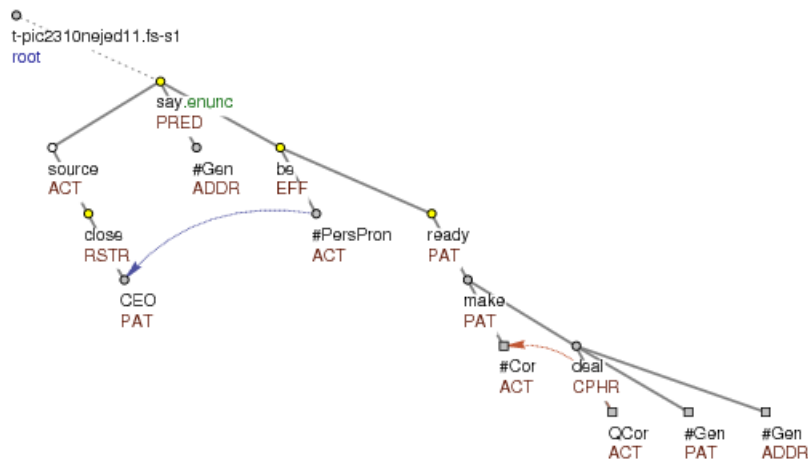 t-pic2310nejed11.fs-s1
root
say.enunc
PRED
source
ACT
#Gen
ADDR
be
EFF
close
RSTR
#PersPron
ACT
ready
PAT
CEO
PAT
make
PAT
#Cor
ACT
deal
CPHR
QCor
ACT
#Gen
PAT
#Gen
ADDR